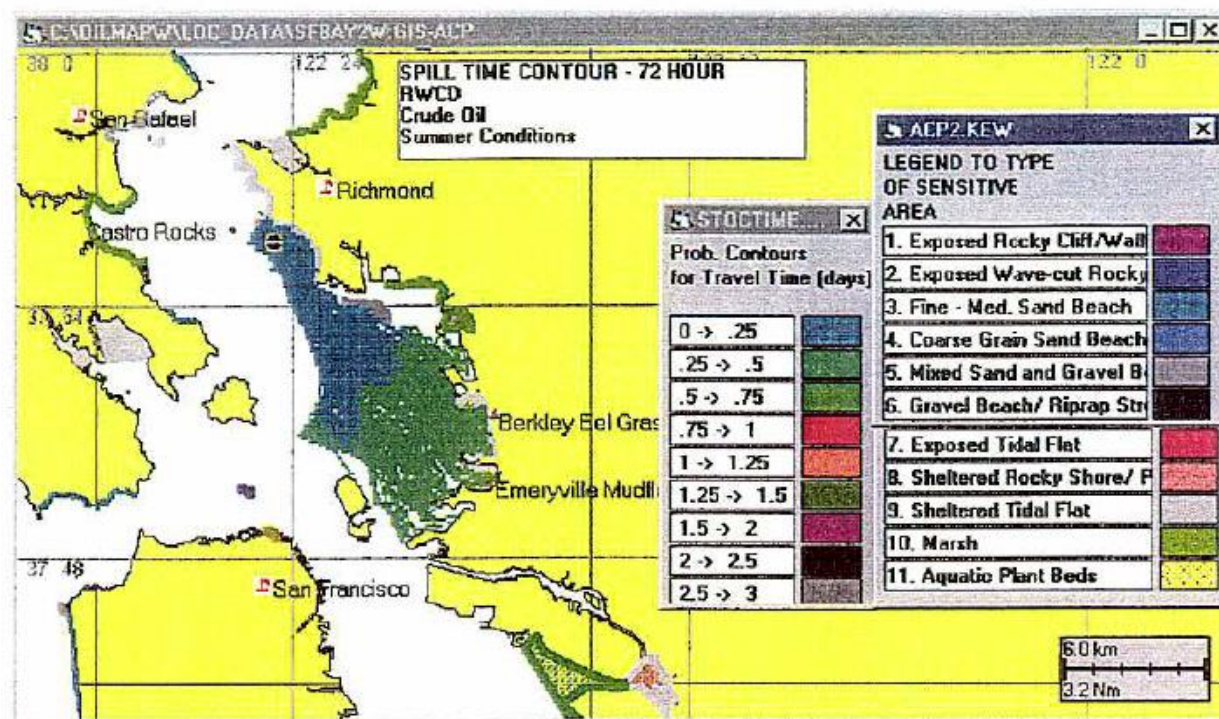 C:\OILMAPW\LOC_DATA\SFBAY2W\GIS-ACP
38 0
122 24
122 0
SPILL TIME CONTOUR - 72 HOUR
RWCD
Crude Oil
Summer Conditions
San Rafael
Richmond
Castro Rocks
Berkley Eel Gras
Emeryville Mudfl
37 48
San Francisco
STOCTIME....
Prob. Contours
for Travel Time (days)
0 -> .25
.25 -> .5
.5 -> .75
.75 -> 1
1 -> 1.25
1.25 -> 1.5
1.5 -> 2
2 -> 2.5
2.5 -> 3
ACP2.KEW
LEGEND TO TYPE
OF SENSITIVE
AREA
1. Exposed Rocky Cliff/Wall
2. Exposed Wave-cut Rocky
3. Fine - Med. Sand Beach
4. Coarse Grain Sand Beach
5. Mixed Sand and Gravel B
6. Gravel Beach/ Riprap Str
7. Exposed Tidal Flat
8. Sheltered Rocky Shore/ P
9. Sheltered Tidal Flat
10. Marsh
11. Aquatic Plant Beds
6.0 km
3.2 Nm